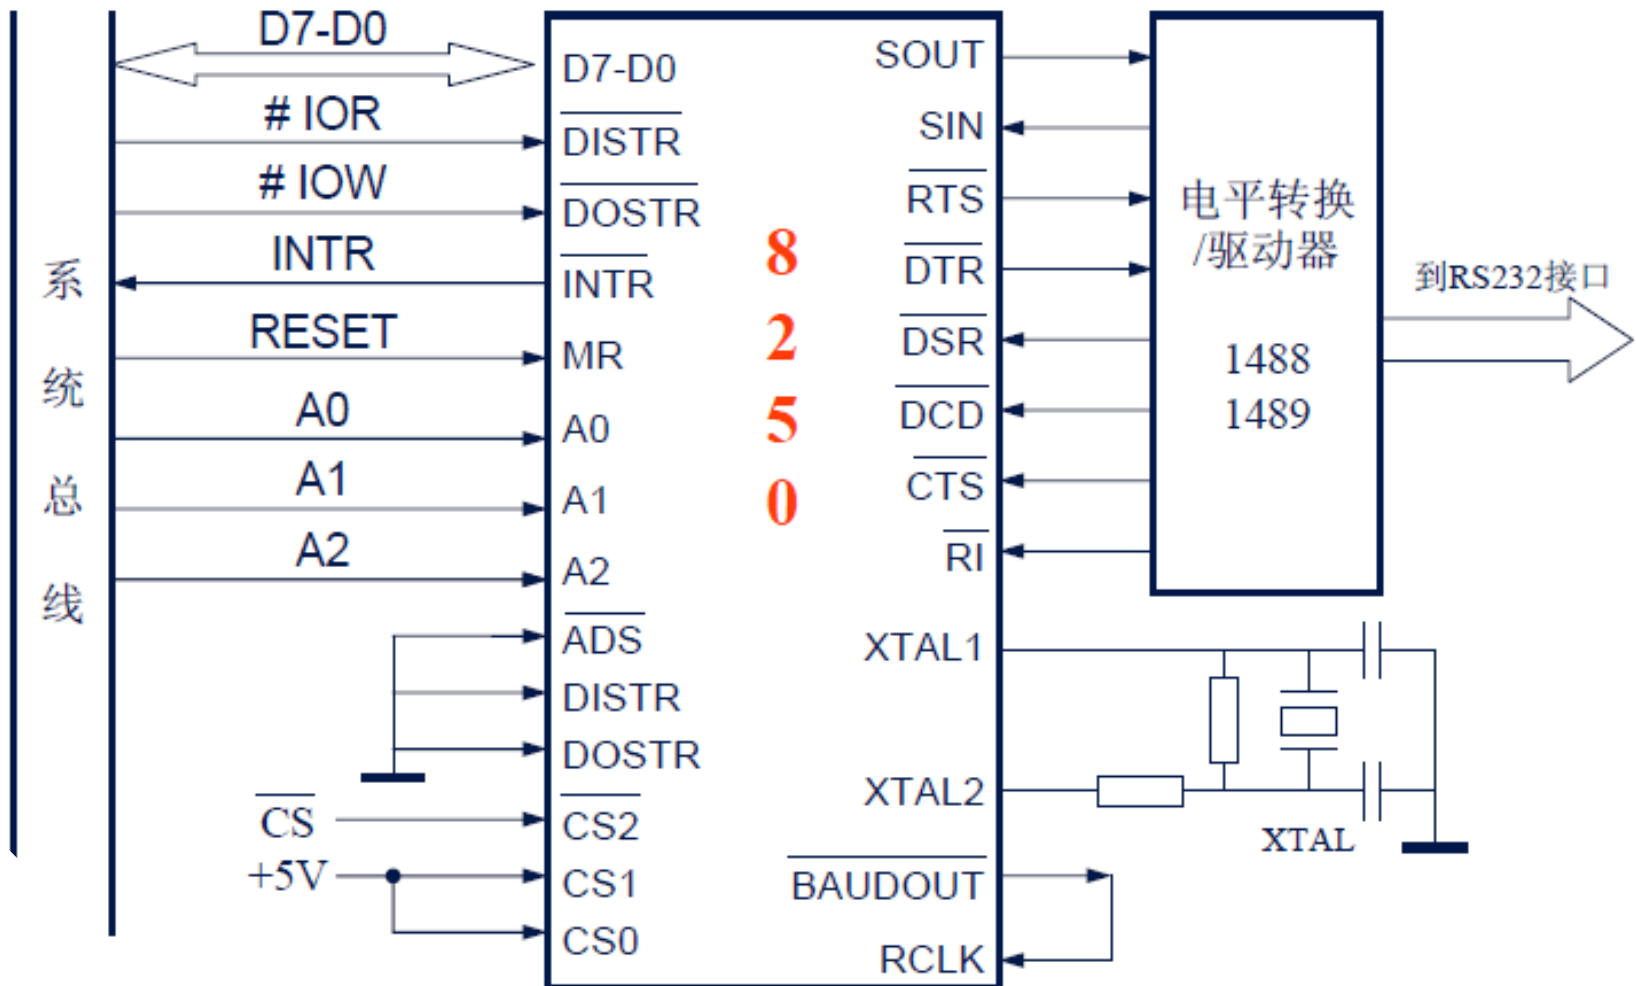 系
统
总
线
D7-D0
# IOR
# IOW
INTR
RESET
A0
A1
A2
CS
+5V
D7-D0
DISTR
DOSTR
INTR
MR
A0
A1
A2
ADS
DISTR
DOSTR
CS2
CS1
CS0
8
2
5
0
SOUT
SIN
RTS
DTR
DSR
DCD
CTS
RI
XTAL1
XTAL2
BAUDOUT
RCLK
电平转换
/驱动器
1488
1489
到RS232接口
XTAL